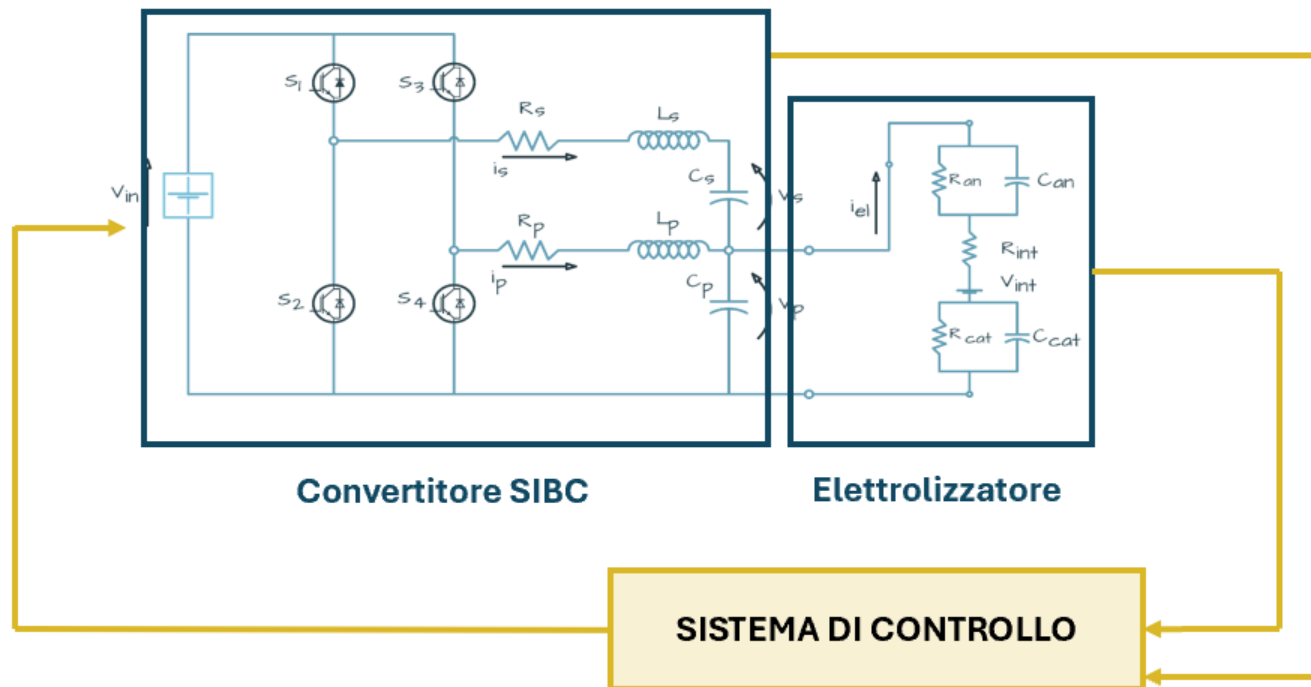 S1
S3
Rs
Ls
is
Cs
Vs
Vin
Rp
Lp
ip
Cp
Vp
S2
S4
iel
Ran
Can
Rint
Vint
Rcat
Ccat
Convertitore SIBC
Elettrolizzatore
SISTEMA DI CONTROLLO